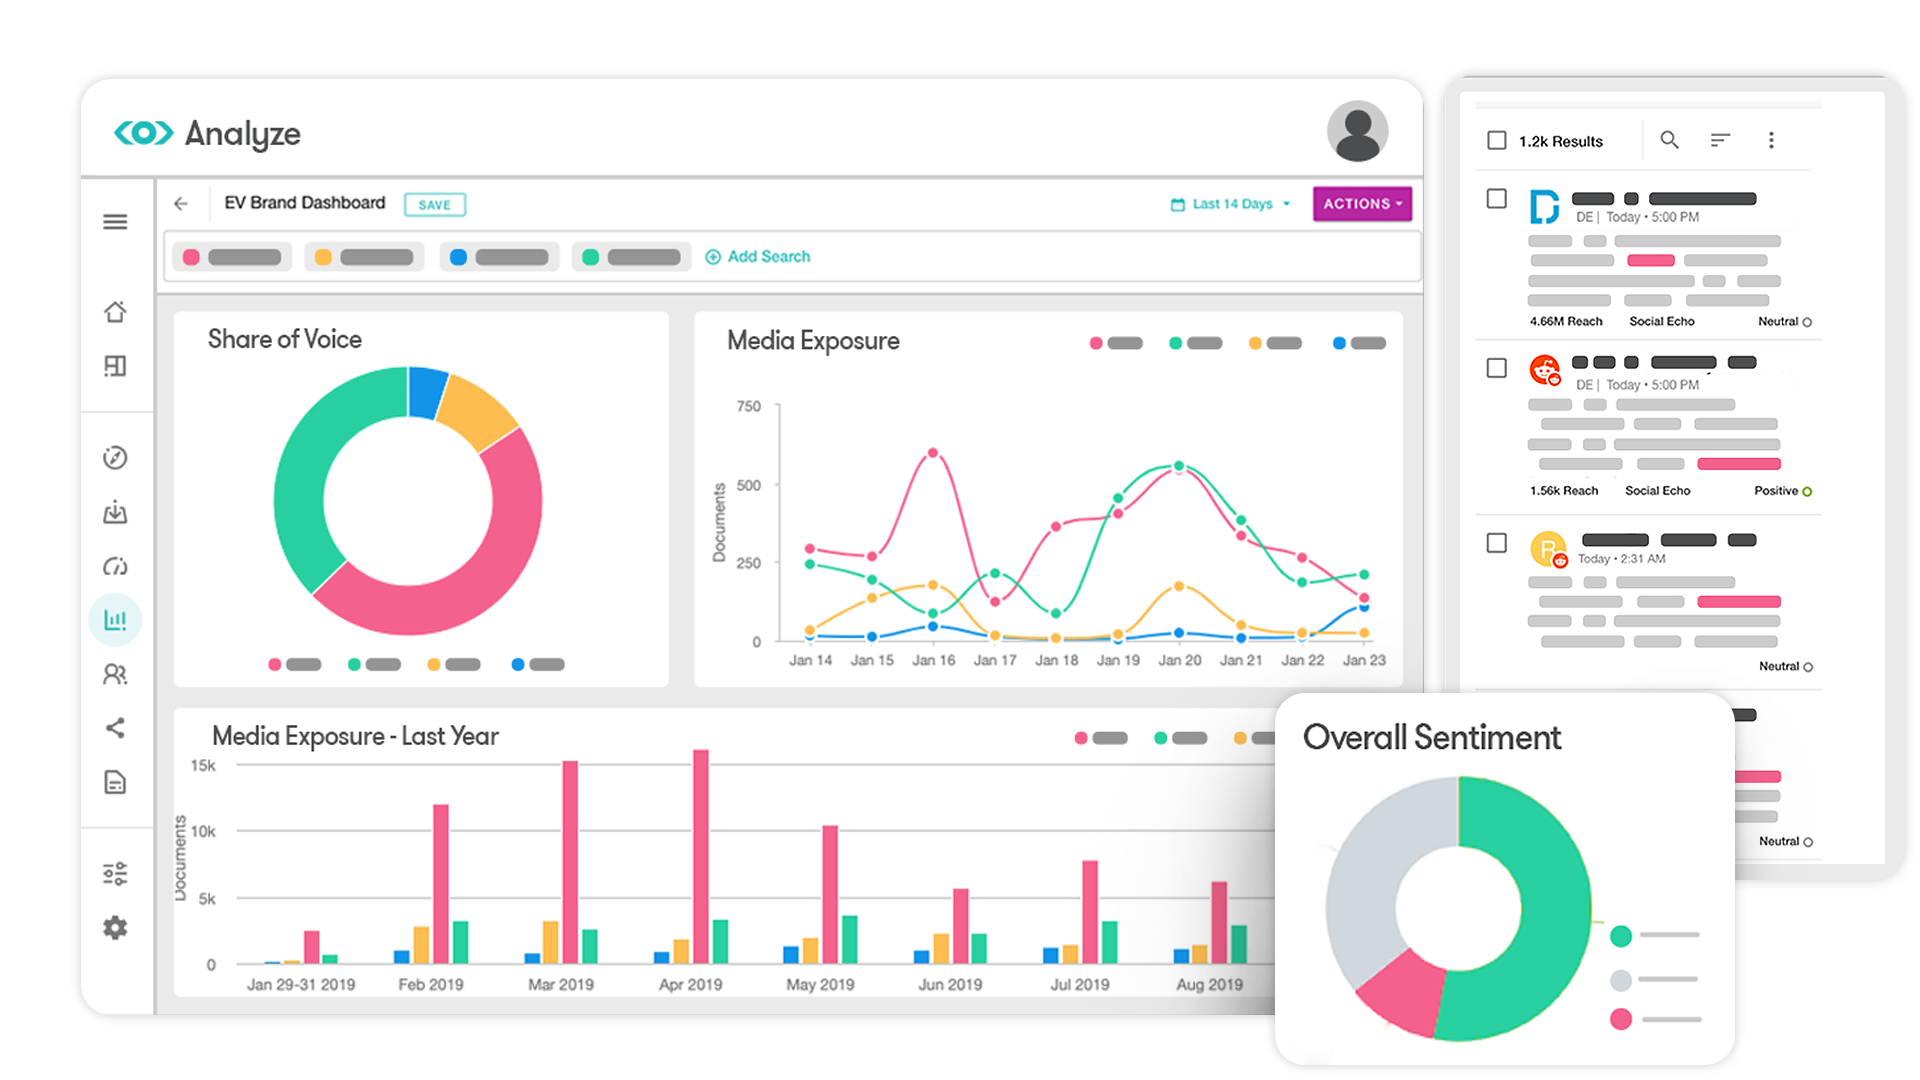 Analyze
EV Brand Dashboard
SAVE
Last 14 Days
ACTIONS
Add Search
Share of Voice
Media Exposure
Documents
750
500
250
0
Jan 14 Jan 15 Jan 16 Jan 17 Jan 18 Jan 19 Jan 20 Jan 21 Jan 22 Jan 23
Media Exposure - Last Year
Documents
15k
10k
5k
0
Jan 29-31 2019 Feb 2019 Mar 2019 Apr 2019 May 2019 Jun 2019 Jul 2019 Aug 2019
1.2k Results
DE | Today • 5:00 PM
4.66M Reach Social Echo Neutral
DE | Today • 5:00 PM
1.56k Reach Social Echo Positive
R
Today • 2:31 AM
Neutral
Neutral
Overall Sentiment